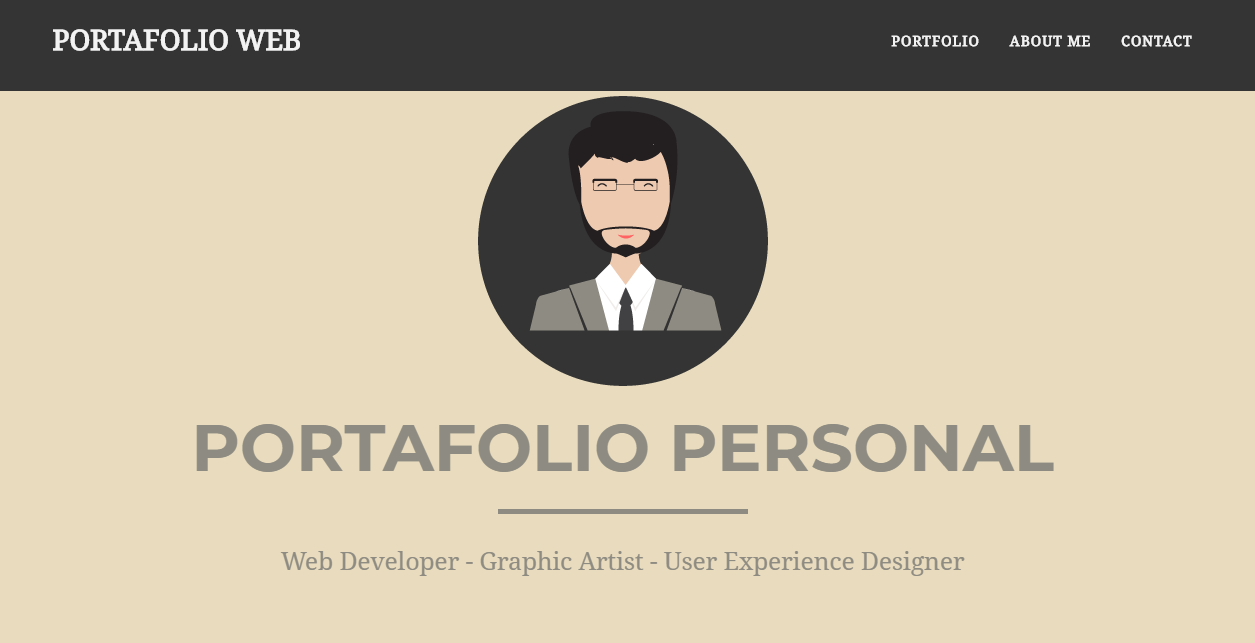 PORTAFOLIO WEB
PORTFOLIO ABOUT ME CONTACT
PORTAFOLIO PERSONAL
Web Developer - Graphic Artist - User Experience Designer